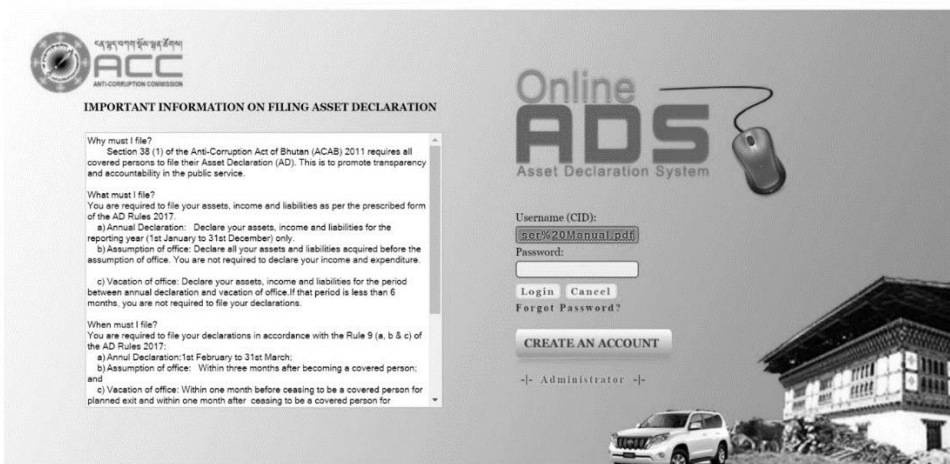 ACC
ANTI-CORRUPTION COMMISSION
IMPORTANT INFORMATION ON FILING ASSET DECLARATION
Why must I file?
Section 38 (1) of the Anti-Corruption Act of Bhutan (ACAB) 2011 requires all
covered persons to file their Asset Declaration (AD). This is to promote transparency
and accountability in the public service.
What must I file?
You are required to file your assets, income and liabilities as per the prescribed form
of the AD Rules 2017.
a) Annual Declaration: Declare your assets, income and liabilities for the
reporting year (1st January to 31st December) only.
b) Assumption of office: Declare all your assets and liabilities acquired before the
assumption of office. You are not required to declare your income and expenditure.
c) Vacation of office: Declare your assets, income and liabilities for the period
between annual declaration and vacation of office.If that period is less than 6
months, you are not required to file your declarations.
When must I file?
You are required to file your declarations in accordance with the Rule 9 (a, b & c) of
the AD Rules 2017:
a) Annul Declaration:1st February to 31st March;
b) Assumption of office: Within three months after becoming a covered person;
and
c) Vacation of office: Within one month before ceasing to be a covered person for
planned exit and within one month after ceasing to be a covered person for
Online
ADS
Asset Declaration System
Username (CID):
ser%20Manual.pdf
Password:
Login Cancel
Forgot Password?
CREATE AN ACCOUNT
-|- Administrator -|-